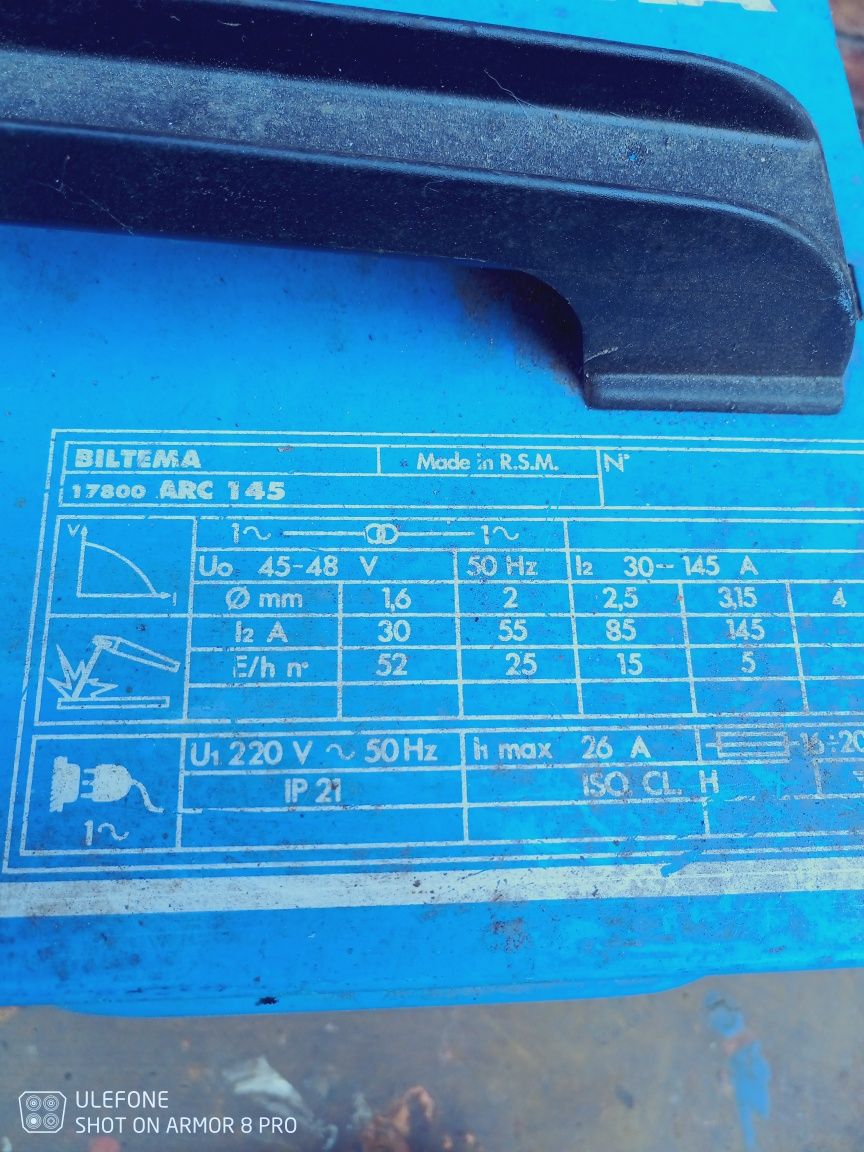 BILTEMA Made in R.S.M. N°
17800 ARC 145
V 1~ 1~
U0 45-48 V 50 Hz I2 30-145 A
I Ø mm 1,6 2 2,5 3,15 4
I2 A 30 55 85 145
E/h n° 52 25 15 5
U1 220 V ~ 50 Hz I1 max 26 A 16÷20
IP 21 ISO. CL. H
1~
ULEFONE
SHOT ON ARMOR 8 PRO